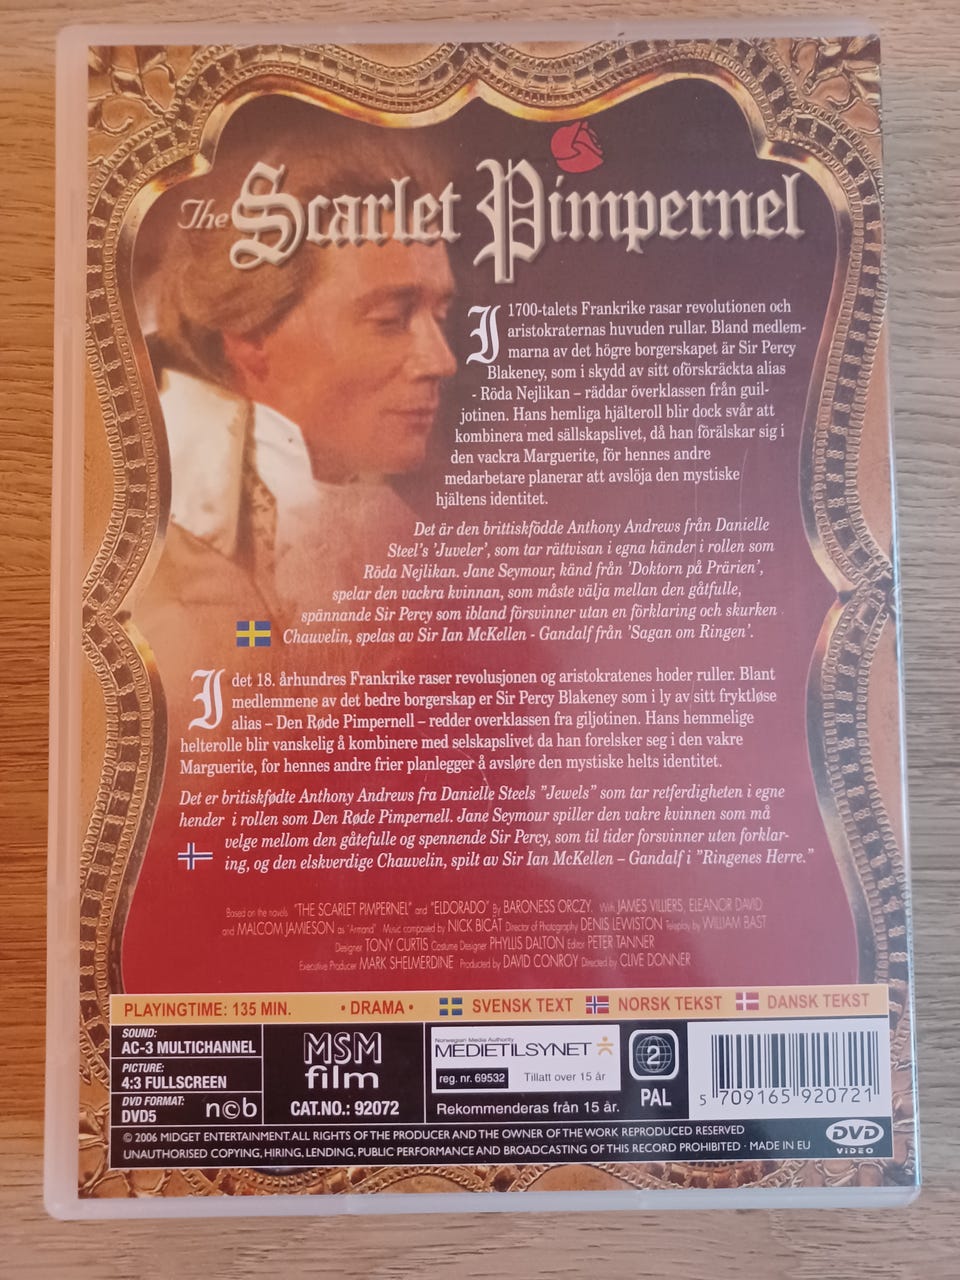 The Scarlet Pimpernel
I 1700-talets Frankrike rasar revolutionen och
aristokraternas huvuden rullar. Bland medlem-
marna av det högre borgerskapet är Sir Percy
Blakeney, som i skydd av sitt oförskräckta alias
- Röda Nejlikan – räddar överklassen från guil-
jotinen. Hans hemliga hjälteroll blir dock svår att
kombinera med sällskapslivet, då han förälskar sig i
den vackra Marguerite, för hennes andre
medarbetare planerar att avslöja den mystiske
hjältens identitet.
Det är den brittiskfödde Anthony Andrews från Danielle
Steel's 'Juveler', som tar rättvisan i egna händer i rollen som
Röda Nejlikan. Jane Seymour, känd från 'Doktorn på Prärien',
spelar den vackra kvinnan, som måste välja mellan den gåtfulle,
spännande Sir Percy som ibland försvinner utan en förklaring och skurken
Chauvelin, spelas av Sir Ian McKellen - Gandalf från 'Sagan om Ringen'.
I det 18. århundres Frankrike raser revolusjonen og aristokratenes hoder ruller. Blant
medlemmene av det bedre borgerskap er Sir Percy Blakeney som i ly av sitt fryktløse
alias – Den Røde Pimpernell – redder overklassen fra giljotinen. Hans hemmelige
helterolle blir vanskelig å kombinere med selskapslivet da han forelsker seg i den vakre
Marguerite, for hennes andre frier planlegger å avsløre den mystiske helts identitet.
Det er britiskfødte Anthony Andrews fra Danielle Steels "Jewels" som tar retferdigheten i egne
hender i rollen som Den Røde Pimpernell. Jane Seymour spiller den vakre kvinnen som må
velge mellom den gåtefulle og spennende Sir Percy, som til tider forsvinner uten forklar-
ing, og den elskverdige Chauvelin, spilt av Sir Ian McKellen – Gandalf i "Ringenes Herre."
Based on the novels "THE SCARLET PIMPERNEL" and "ELDORADO" By BARONESS ORCZY. With JAMES VILLIERS, ELEANOR DAVID
and MALCOM JAMIESON as "Armand" Music composed by NICK BICAT Director of Photography DENIS LEWISTON Teleplay by WILLIAM BAST
Designer TONY CURTIS Costume Designer PHYLLIS DALTON Editor PETER TANNER
Executive Producer MARK SHELMERDINE Producted by DAVID CONROY Directed by CLIVE DONNER
PLAYINGTIME: 135 MIN. • DRAMA • SVENSK TEXT NORSK TEKST DANSK TEKST
SOUND:
AC-3 MULTICHANNEL
PICTURE:
4:3 FULLSCREEN
DVD FORMAT:
DVD5
n©b
MSM
film
CAT.NO.: 92072
Norwegian Media Authority
MEDIETILSYNET
reg. nr. 69532 Tillatt over 15 år
Rekommenderas från 15 år.
2
PAL
5 709165 920721
© 2006 MIDGET ENTERTAINMENT. ALL RIGHTS OF THE PRODUCER AND THE OWNER OF THE WORK REPRODUCED RESERVED
UNAUTHORISED COPYING, HIRING, LENDING, PUBLIC PERFORMANCE AND BROADCASTING OF THIS RECORD PROHIBITED · MADE IN EU
DVD
VIDEO